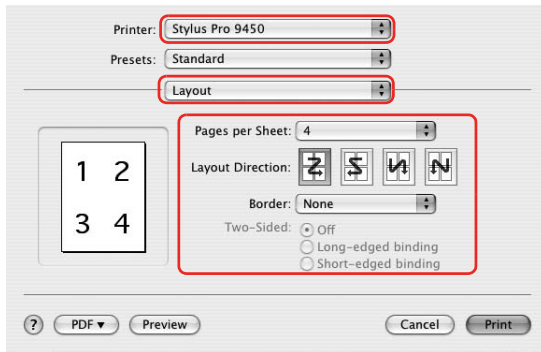 Printer: Stylus Pro 9450
Presets: Standard
Layout
Pages per Sheet: 4
Layout Direction:
Border: None
Two-Sided: Off
Long-edged binding
Short-edged binding
1 2
3 4
? PDF▼ Preview Cancel Print